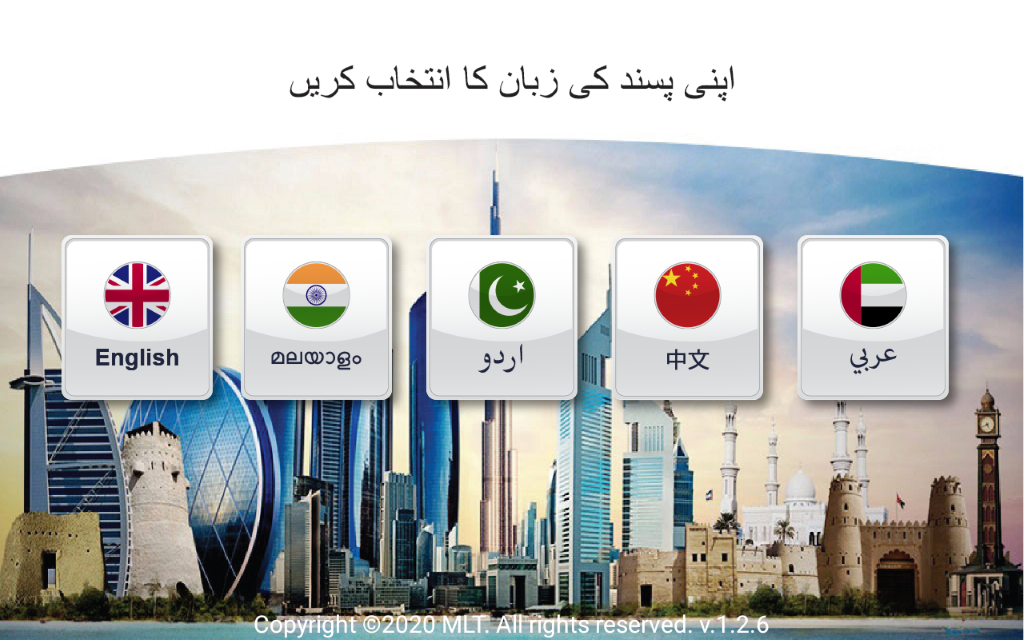 اپنی پسند کی زبان کا انتخاب کریں
English
മലയാളം
اردو
中文
عربي
Copyright ©2020 MLT. All rights reserved. v.1.2.6